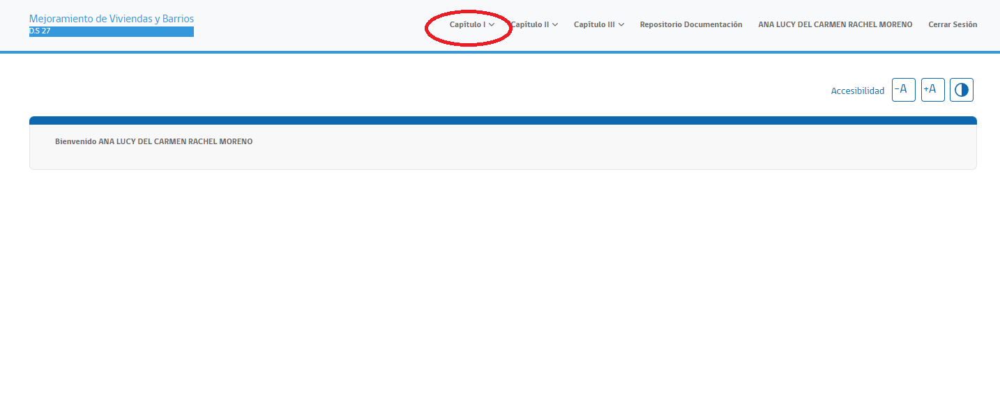 Mejoramiento de Viviendas y Barrios
D.S 27
Capítulo I
Capítulo II
Capítulo III
Repositorio Documentación
ANA LUCY DEL CARMEN RACHEL MORENO
Cerrar Sesión
Accesibilidad
-A
+A
Bienvenido ANA LUCY DEL CARMEN RACHEL MORENO